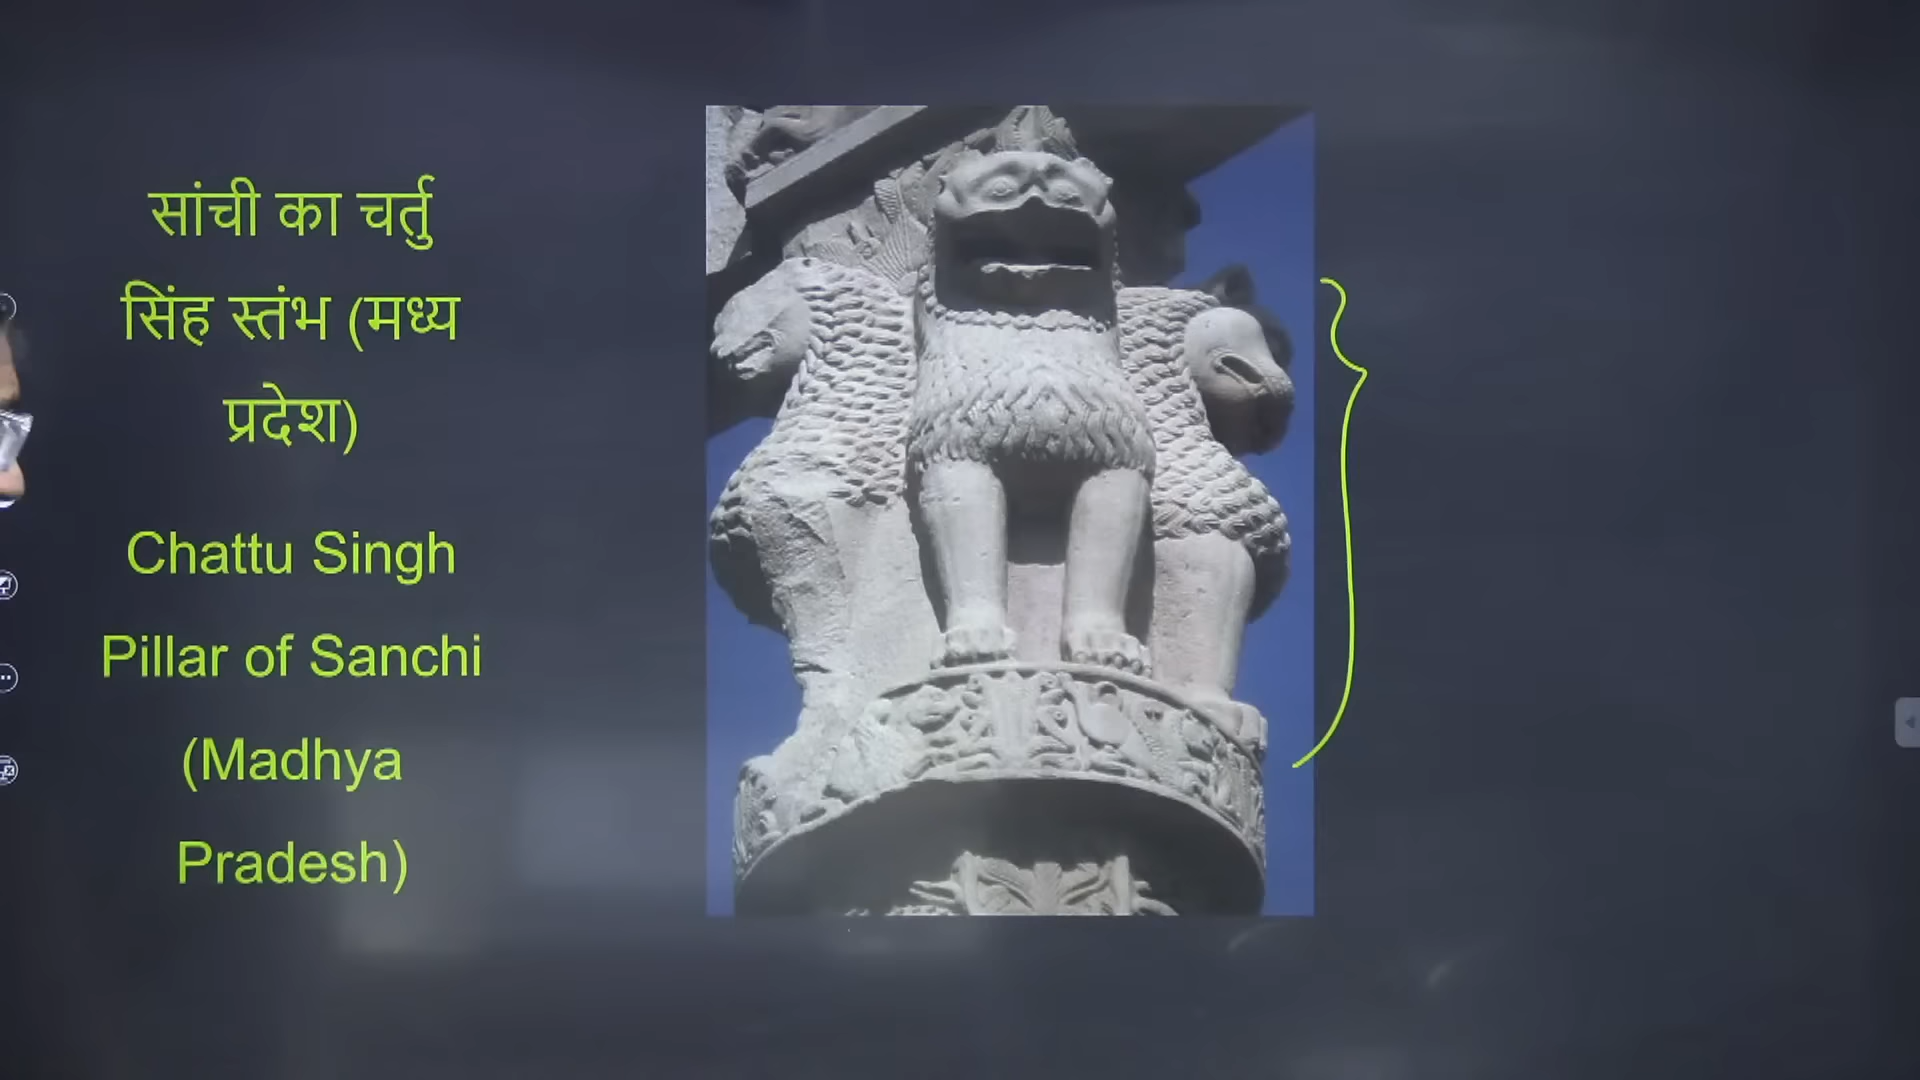 सांची का चर्तु
सिंह स्तंभ (मध्य
प्रदेश)
Chattu Singh
Pillar of Sanchi
(Madhya
Pradesh)